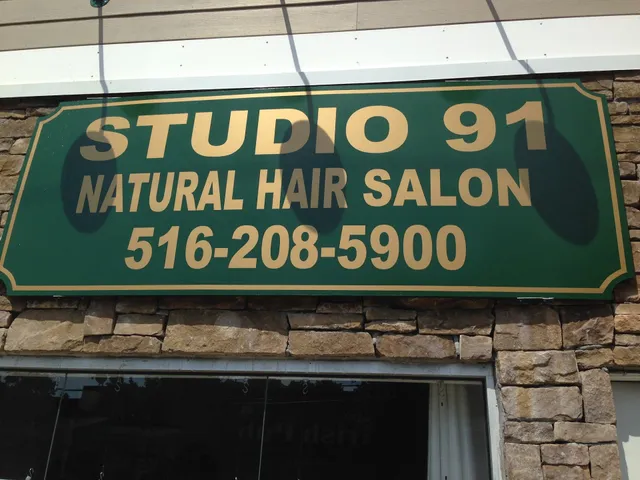 STUDIO 91
NATURAL HAIR SALON
516-208-5900